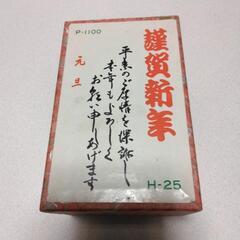 P-1100
謹賀新年
平素のご厚情を深謝し
本年もよろしく
お願い申しあげます
元旦
H-25